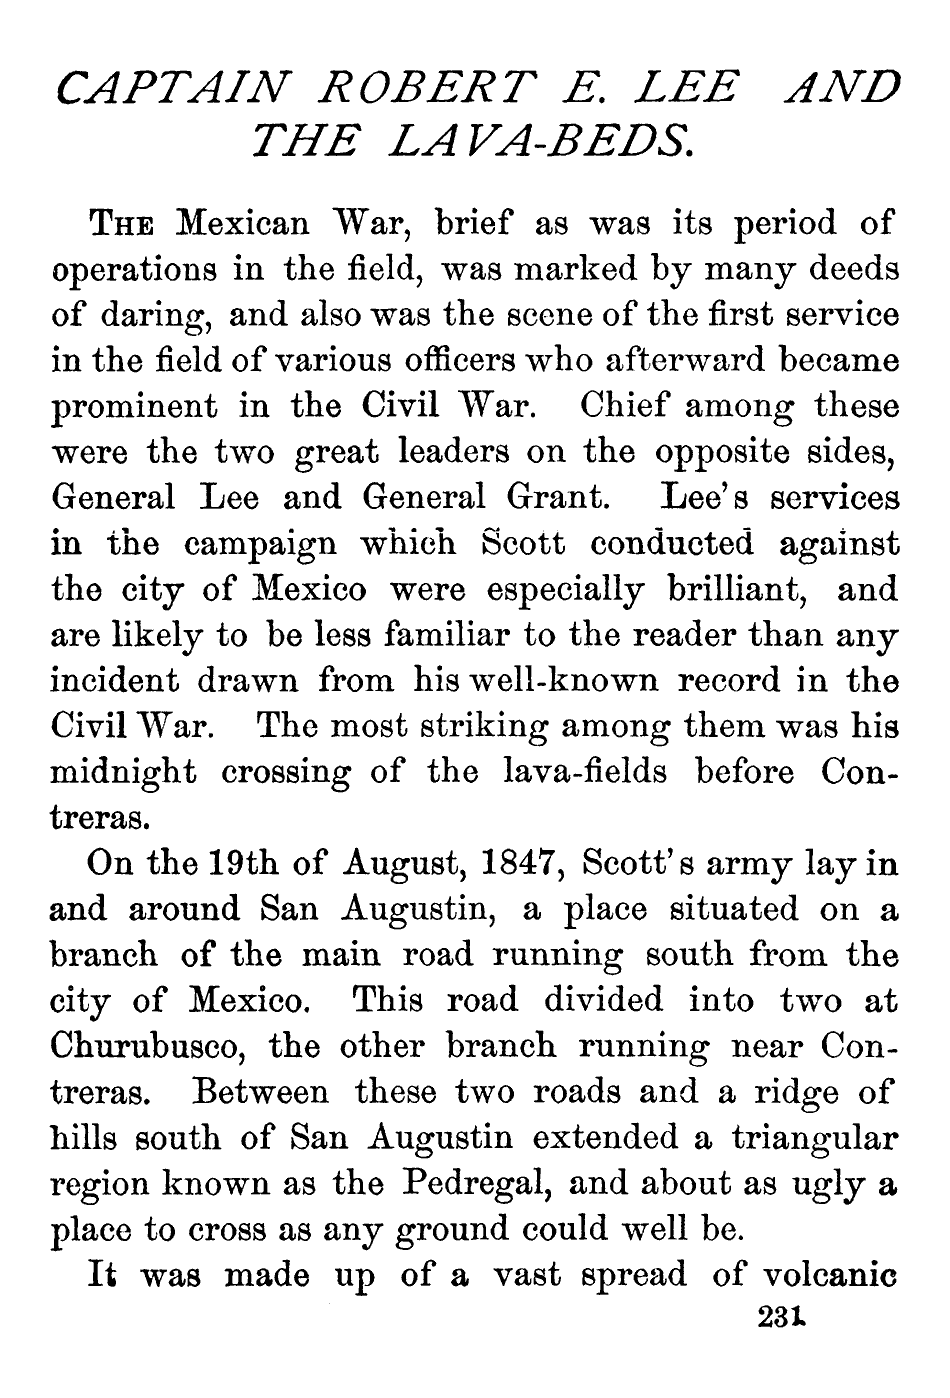 CAPTAIN ROBERT E. LEE AND
THE LAVA-BEDS.
THE Mexican War, brief as was its period of
operations in the field, was marked by many deeds
of daring, and also was the scene of the first service
in the field of various officers who afterward became
prominent in the Civil War. Chief among these
were the two great leaders on the opposite sides,
General Lee and General Grant. Lee's services
in the campaign which Scott conducted against
the city of Mexico were especially brilliant, and
are likely to be less familiar to the reader than any
incident drawn from his well-known record in the
Civil War. The most striking among them was his
midnight crossing of the lava-fields before Con-
treras.
On the 19th of August, 1847, Scott's army lay in
and around San Augustin, a place situated on a
branch of the main road running south from the
city of Mexico. This road divided into two at
Churubusco, the other branch running near Con-
treras. Between these two roads and a ridge of
hills south of San Augustin extended a triangular
region known as the Pedregal, and about as ugly a
place to cross as any ground could well be.
It was made up of a vast spread of volcanic
231